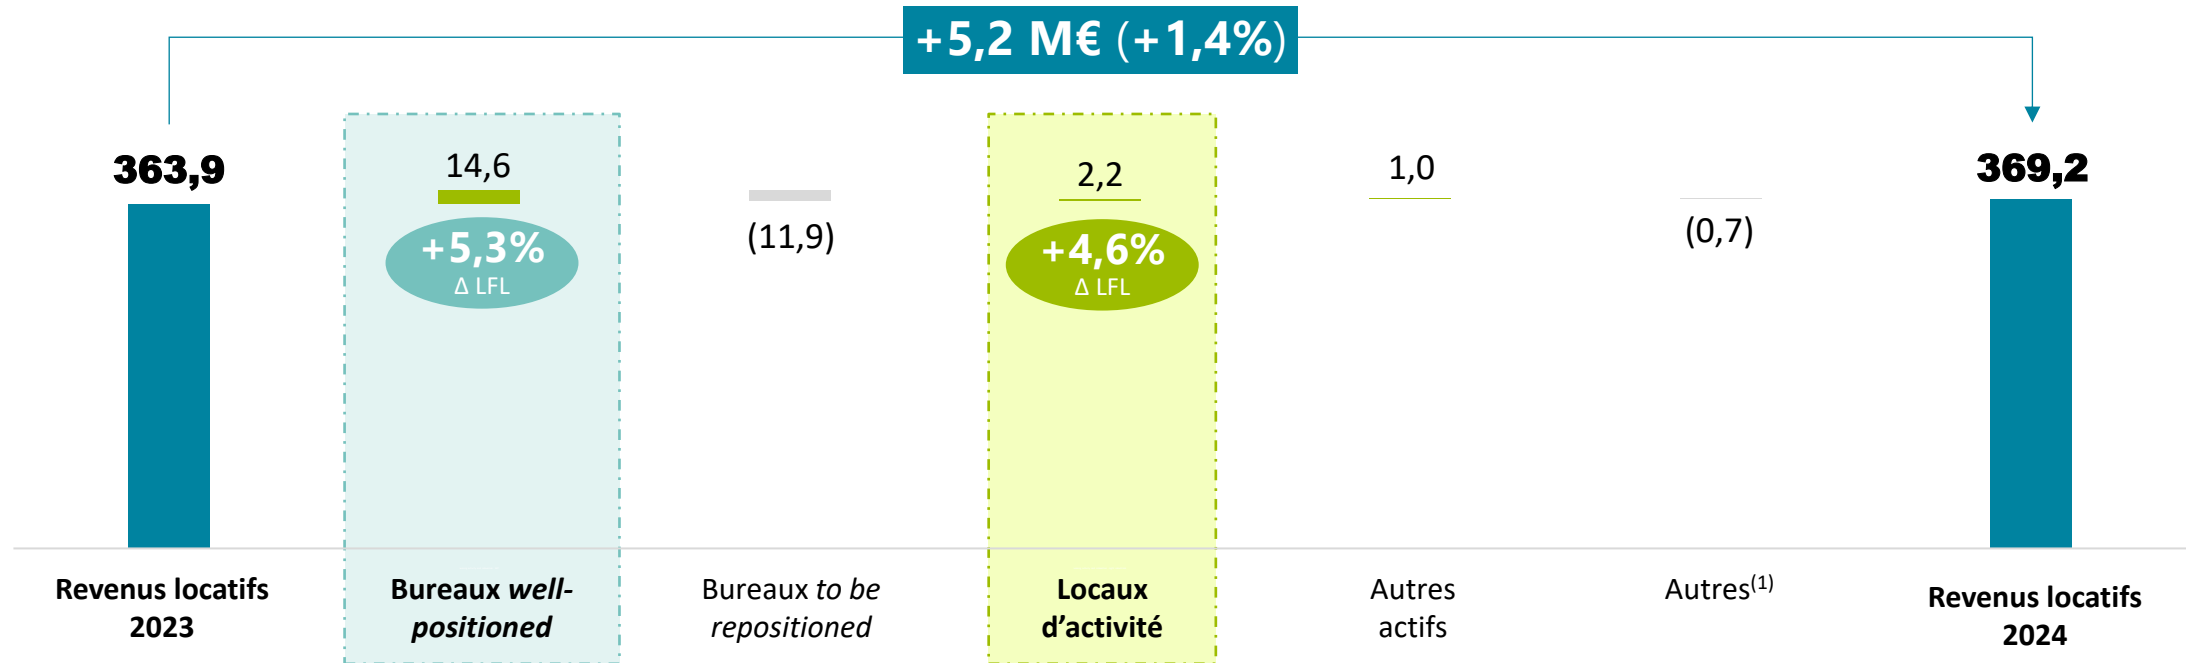 +5,2 M€ (+1,4%)
363,9
14,6
+5,3%
Δ LFL
(11,9)
2,2
+4,6%
Δ LFL
1,0
(0,7)
369,2
Revenus locatifs
2023
Bureaux well-
positioned
Bureaux to be
repositioned
Locaux
d’activité
Autres
actifs
Autres(1)
Revenus locatifs
2024